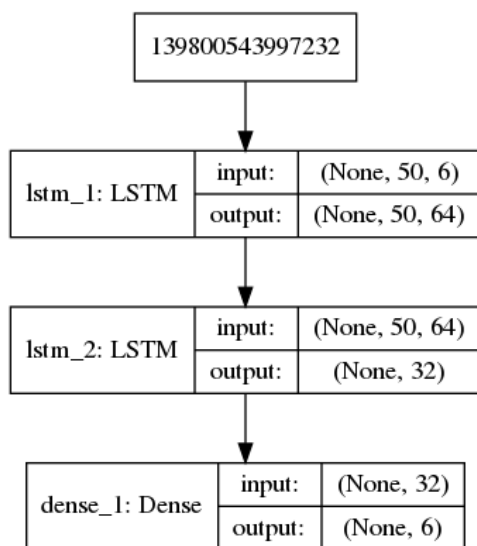 139800543997232
lstm_1: LSTM
input: (None, 50, 6)
output: (None, 50, 64)
lstm_2: LSTM
input: (None, 50, 64)
output: (None, 32)
dense_1: Dense
input: (None, 32)
output: (None, 6)